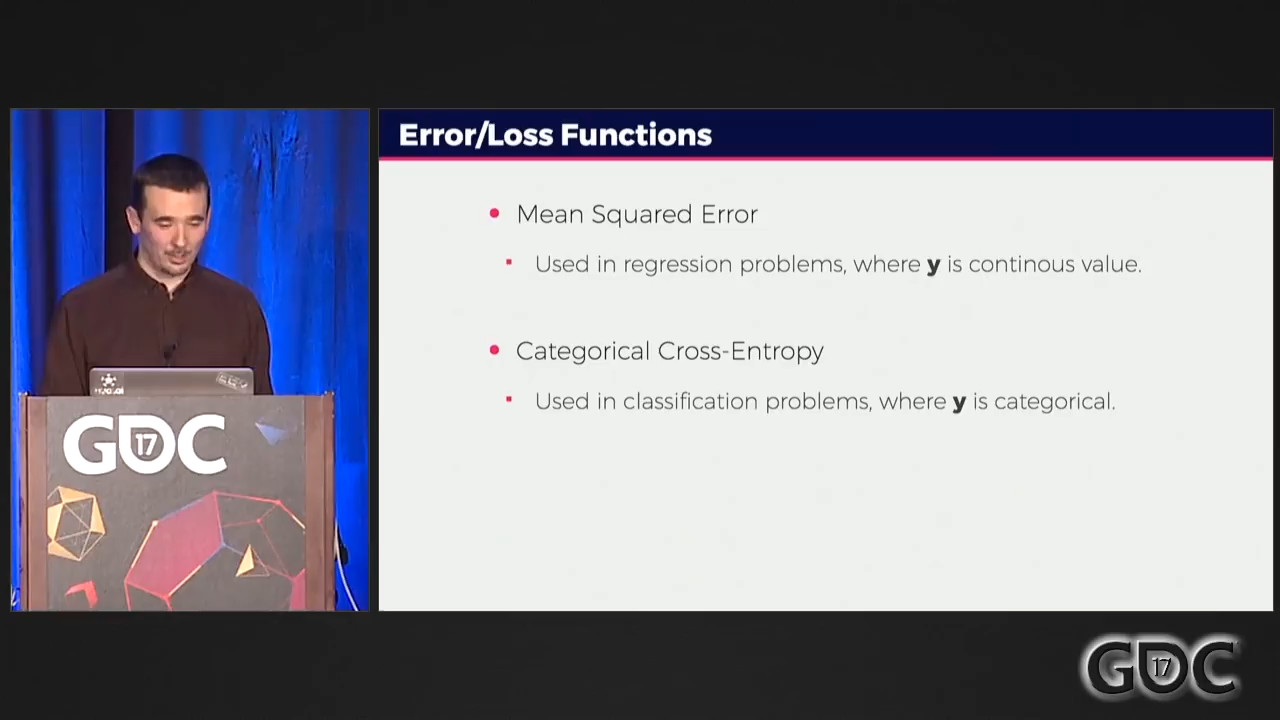 Error/Loss Functions
Mean Squared Error
Used in regression problems, where y is continous value.
Categorical Cross-Entropy
Used in classification problems, where y is categorical.
GDC 17
GDC 17